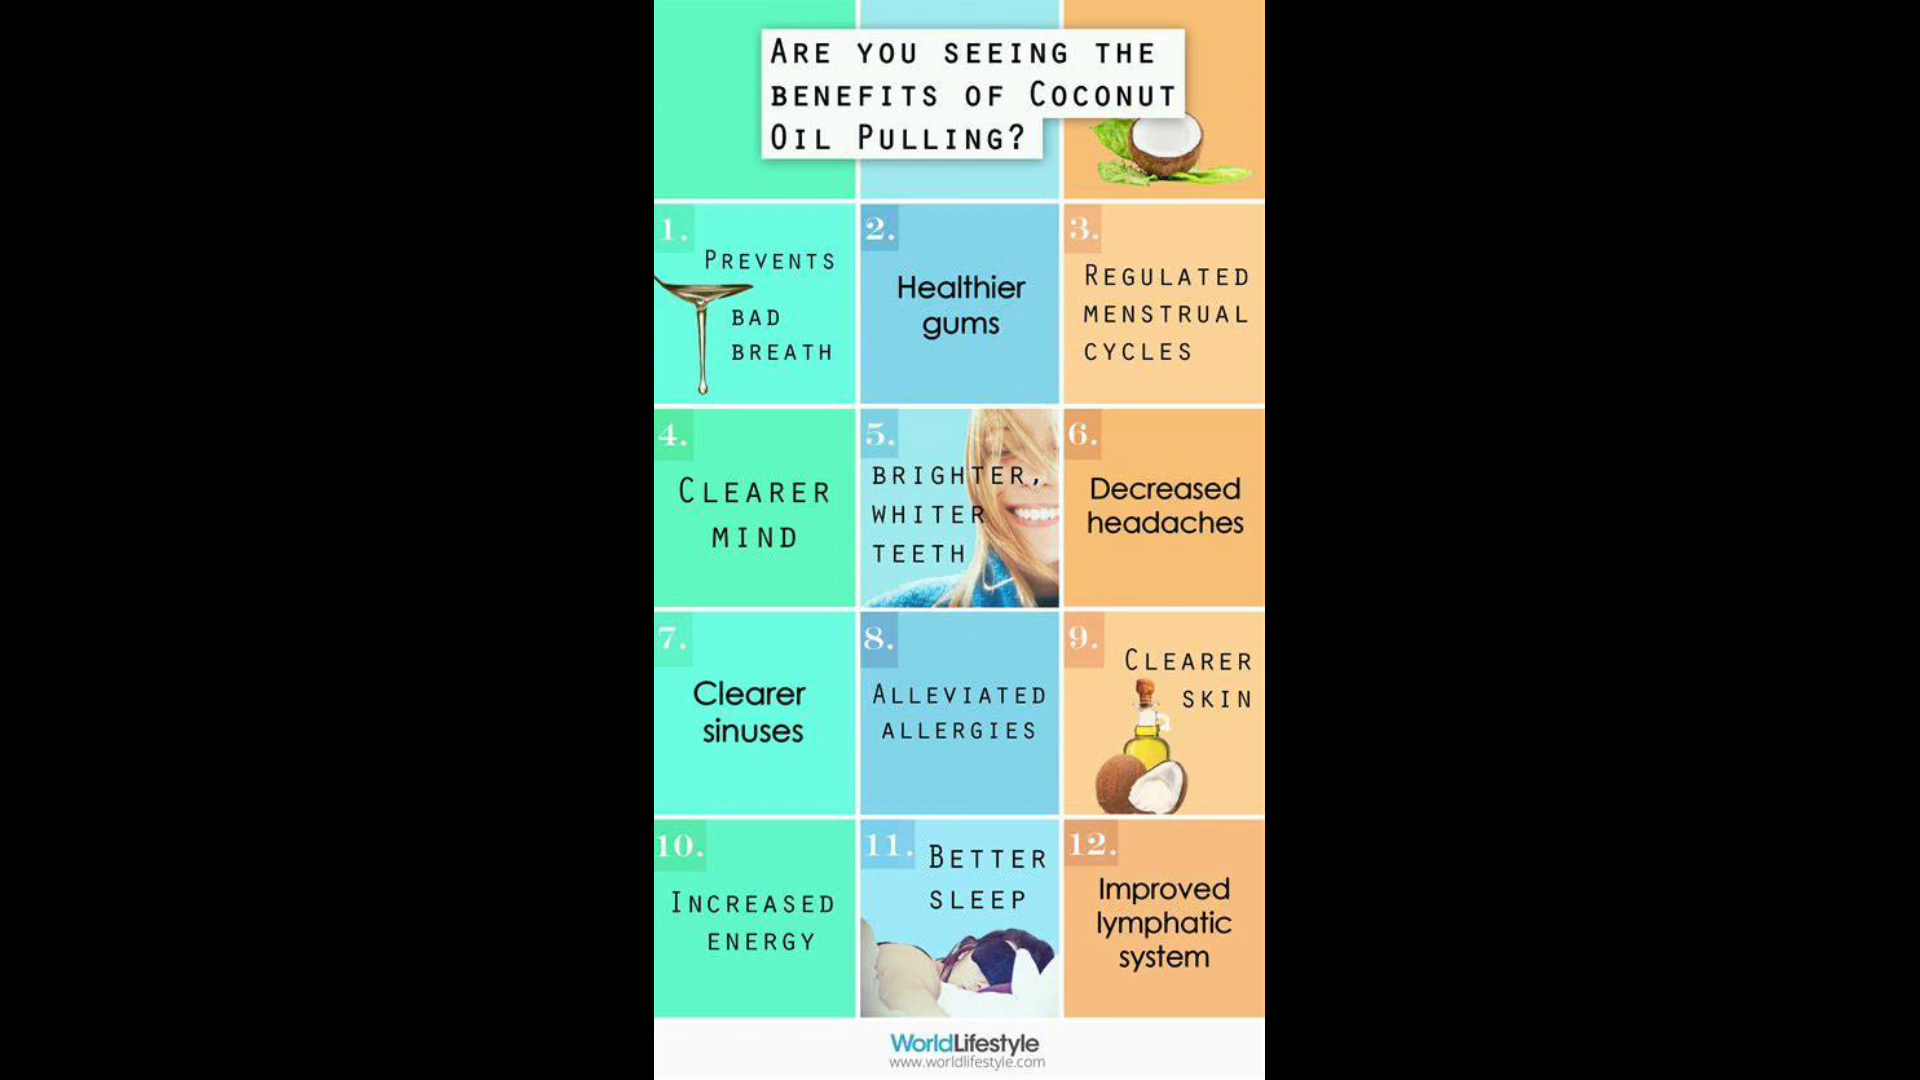 Are you seeing the
benefits of Coconut
Oil Pulling?
1.
Prevents
bad
breath
2.
Healthier
gums
3.
Regulated
menstrual
cycles
4.
Clearer
mind
5.
brighter,
whiter
teeth
6.
Decreased
headaches
7.
Clearer
sinuses
8.
Alleviated
allergies
9.
Clearer
skin
10.
Increased
energy
11.
Better
sleep
12.
Improved
lymphatic
system
WorldLifestyle
www.worldlifestyle.com